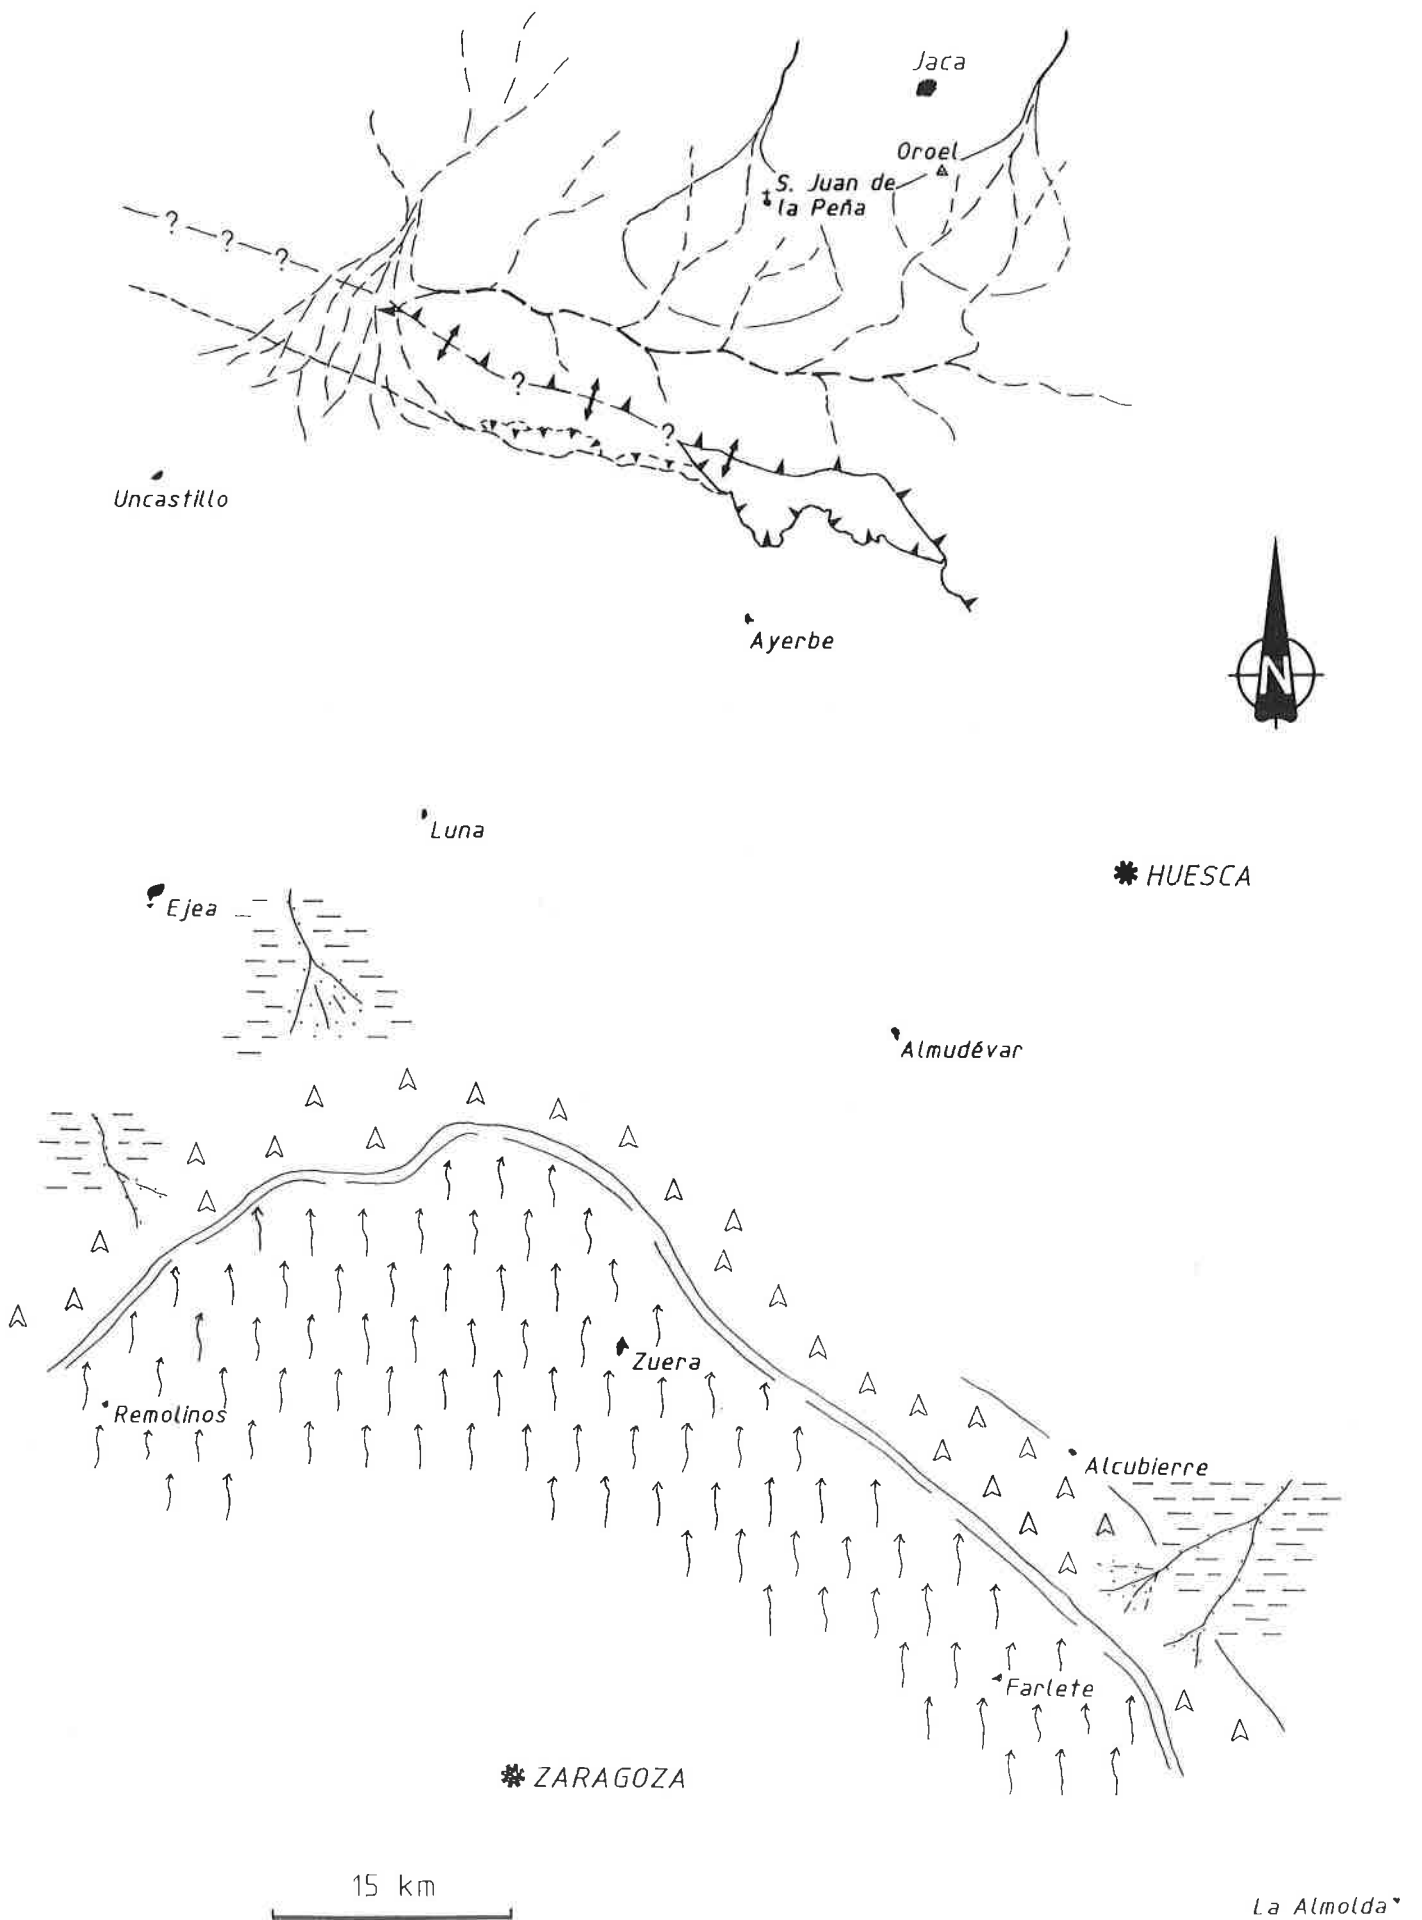 Jaca
Oroel
S. Juan de
la Peña
?
?
?
?
?
Uncastillo
Ayerbe
N
Luna
HUESCA
Ejea
Almudévar
Zuera
Remolinos
Alcubierre
Farlete
ZARAGOZA
15 km
La Almolda